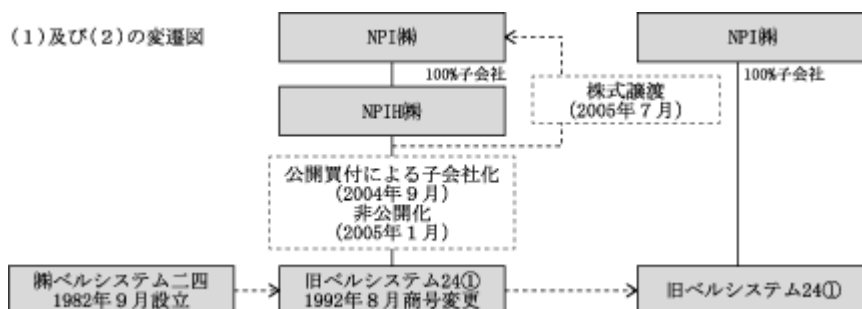 (1)及び(2)の変遷図
NPI㈱
100%子会社
NPIH㈱
公開買付による子会社化
(2004年9月)
非公開化
(2005年1月)
株式譲渡
(2005年7月)
NPI㈱
100%子会社
㈱ベルシステム二四
1982年9月設立
旧ベルシステム24①
1992年8月商号変更
旧ベルシステム24①